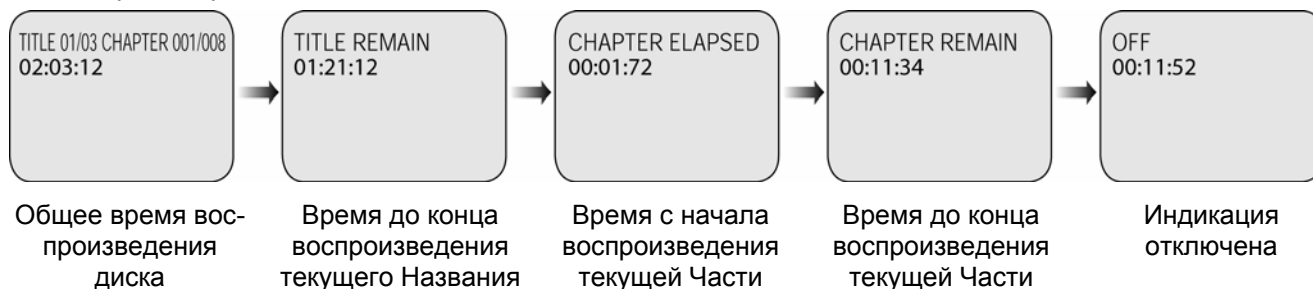 TITLE 01/03 CHAPTER 001/008
02:03:12
TITLE REMAIN
01:21:12
CHAPTER ELAPSED
00:01:72
CHAPTER REMAIN
00:11:34
OFF
00:11:52
Общее время вос-
произведения
диска
Время до конца
воспроизведения
текущего Названия
Время с начала
воспроизведения
текущей Части
Время до конца
воспроизведения
текущей Части
Индикация
отключена